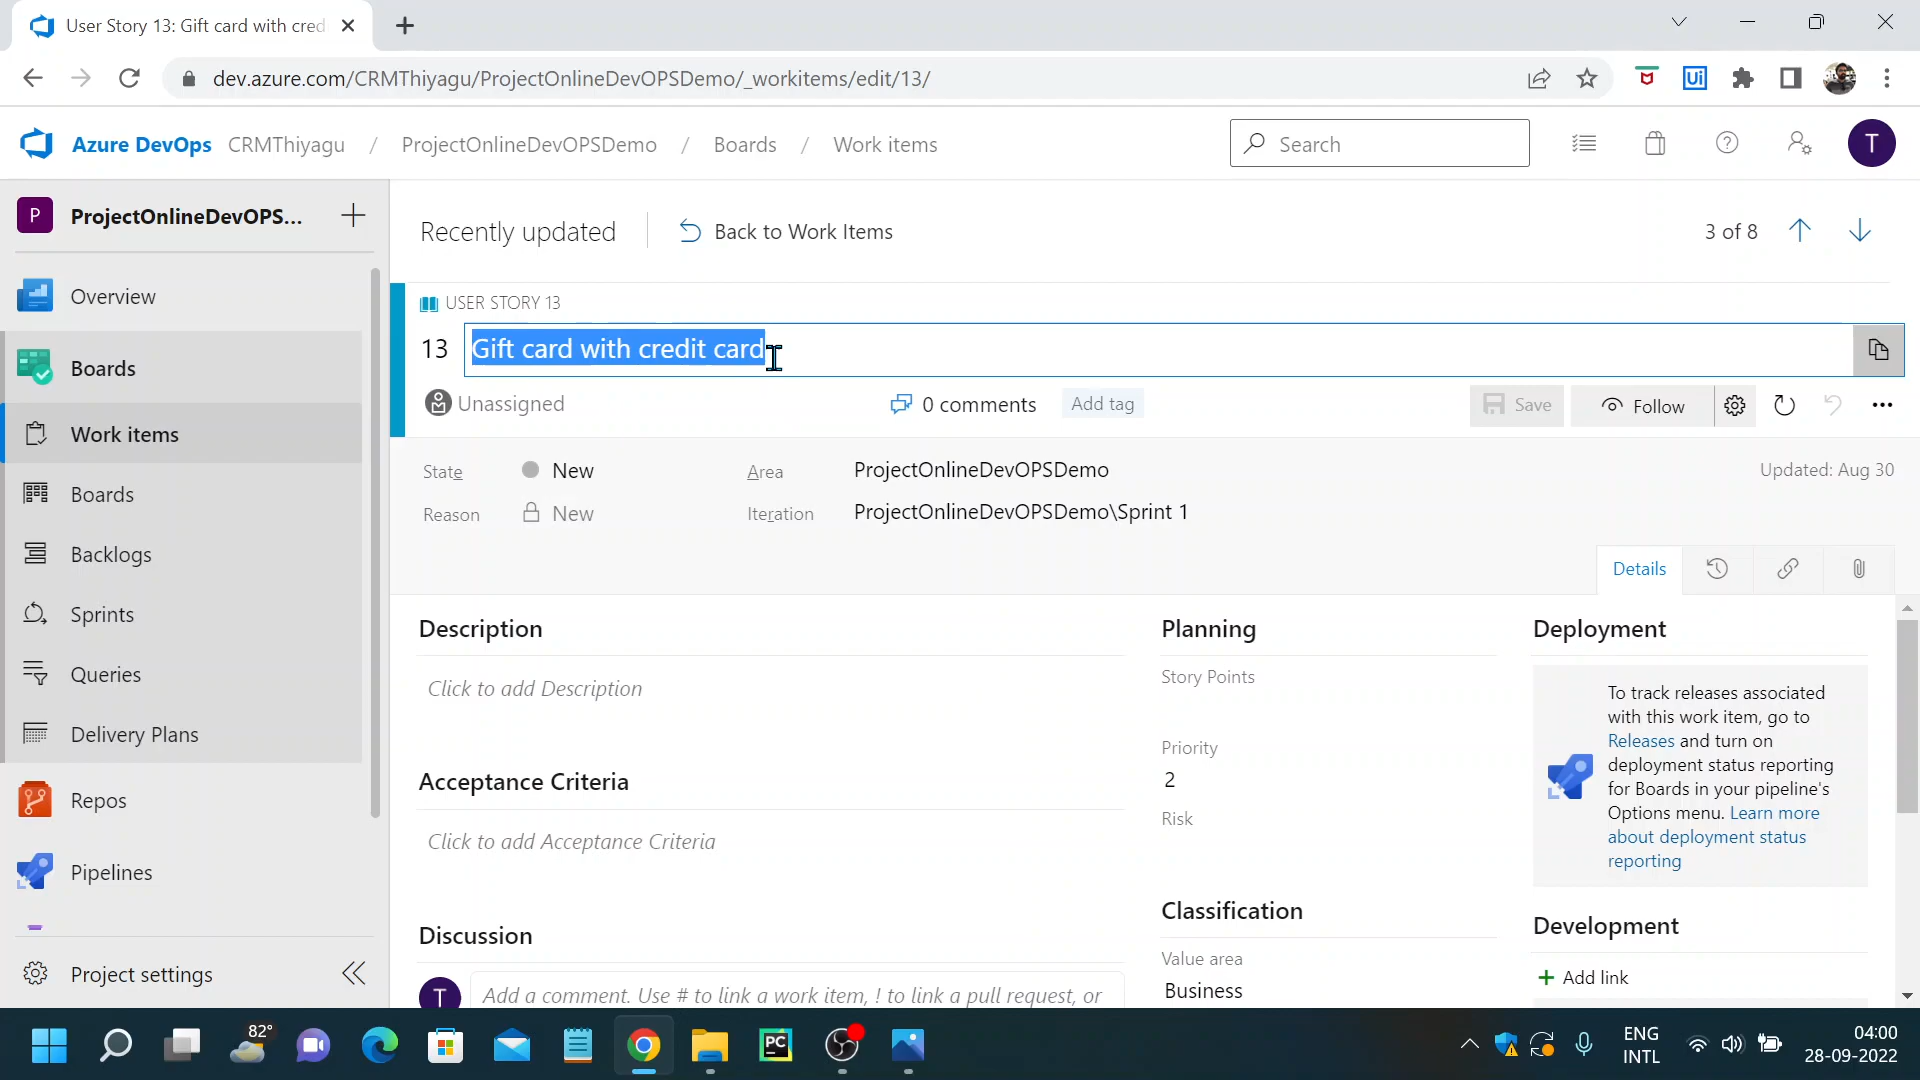 User Story 13: Gift card with cred
dev.azure.com/CRMThiyagu/ProjectOnlineDevOPSDemo/_workitems/edit/13/
Ui
Azure DevOps CRMThiyagu / ProjectOnlineDevOPSDemo / Boards / Work items
Search
T
P ProjectOnlineDevOPS...
Recently updated
Back to Work Items
3 of 8
Overview
USER STORY 13
13 Gift card with credit card
Boards
Unassigned
0 comments
Add tag
Save
Follow
Work items
State New
Area ProjectOnlineDevOPSDemo
Updated: Aug 30
Boards
Reason New
Iteration ProjectOnlineDevOPSDemo\Sprint 1
Backlogs
Details
Sprints
Description
Planning
Deployment
Queries
Click to add Description
Story Points
To track releases associated
with this work item, go to
Releases and turn on
deployment status reporting
for Boards in your pipeline's
Options menu. Learn more
about deployment status
reporting
Delivery Plans
Priority
2
Acceptance Criteria
Repos
Risk
Click to add Acceptance Criteria
Pipelines
Classification
Discussion
Development
Value area
Project settings
Add link
T
Add a comment. Use # to link a work item, ! to link a pull request, or
Business
82°
PC
ENG
INTL
04:00
28-09-2022